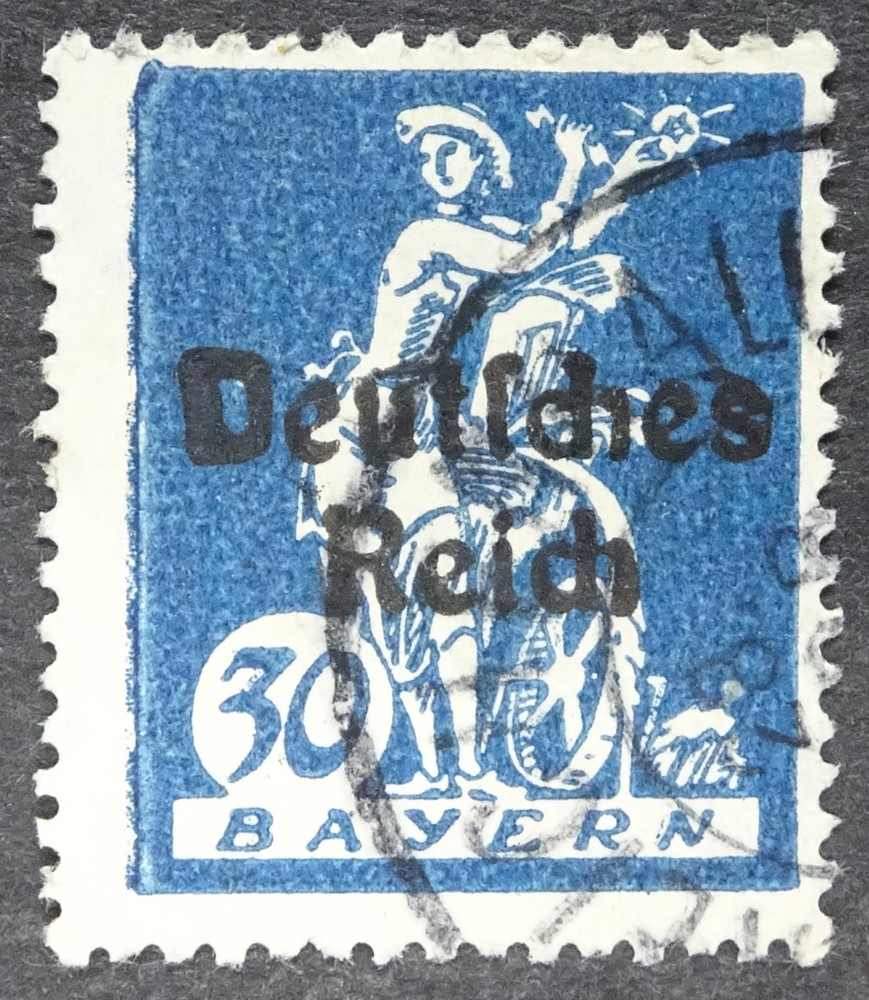 Deutſches
Reich
30
BAYERN